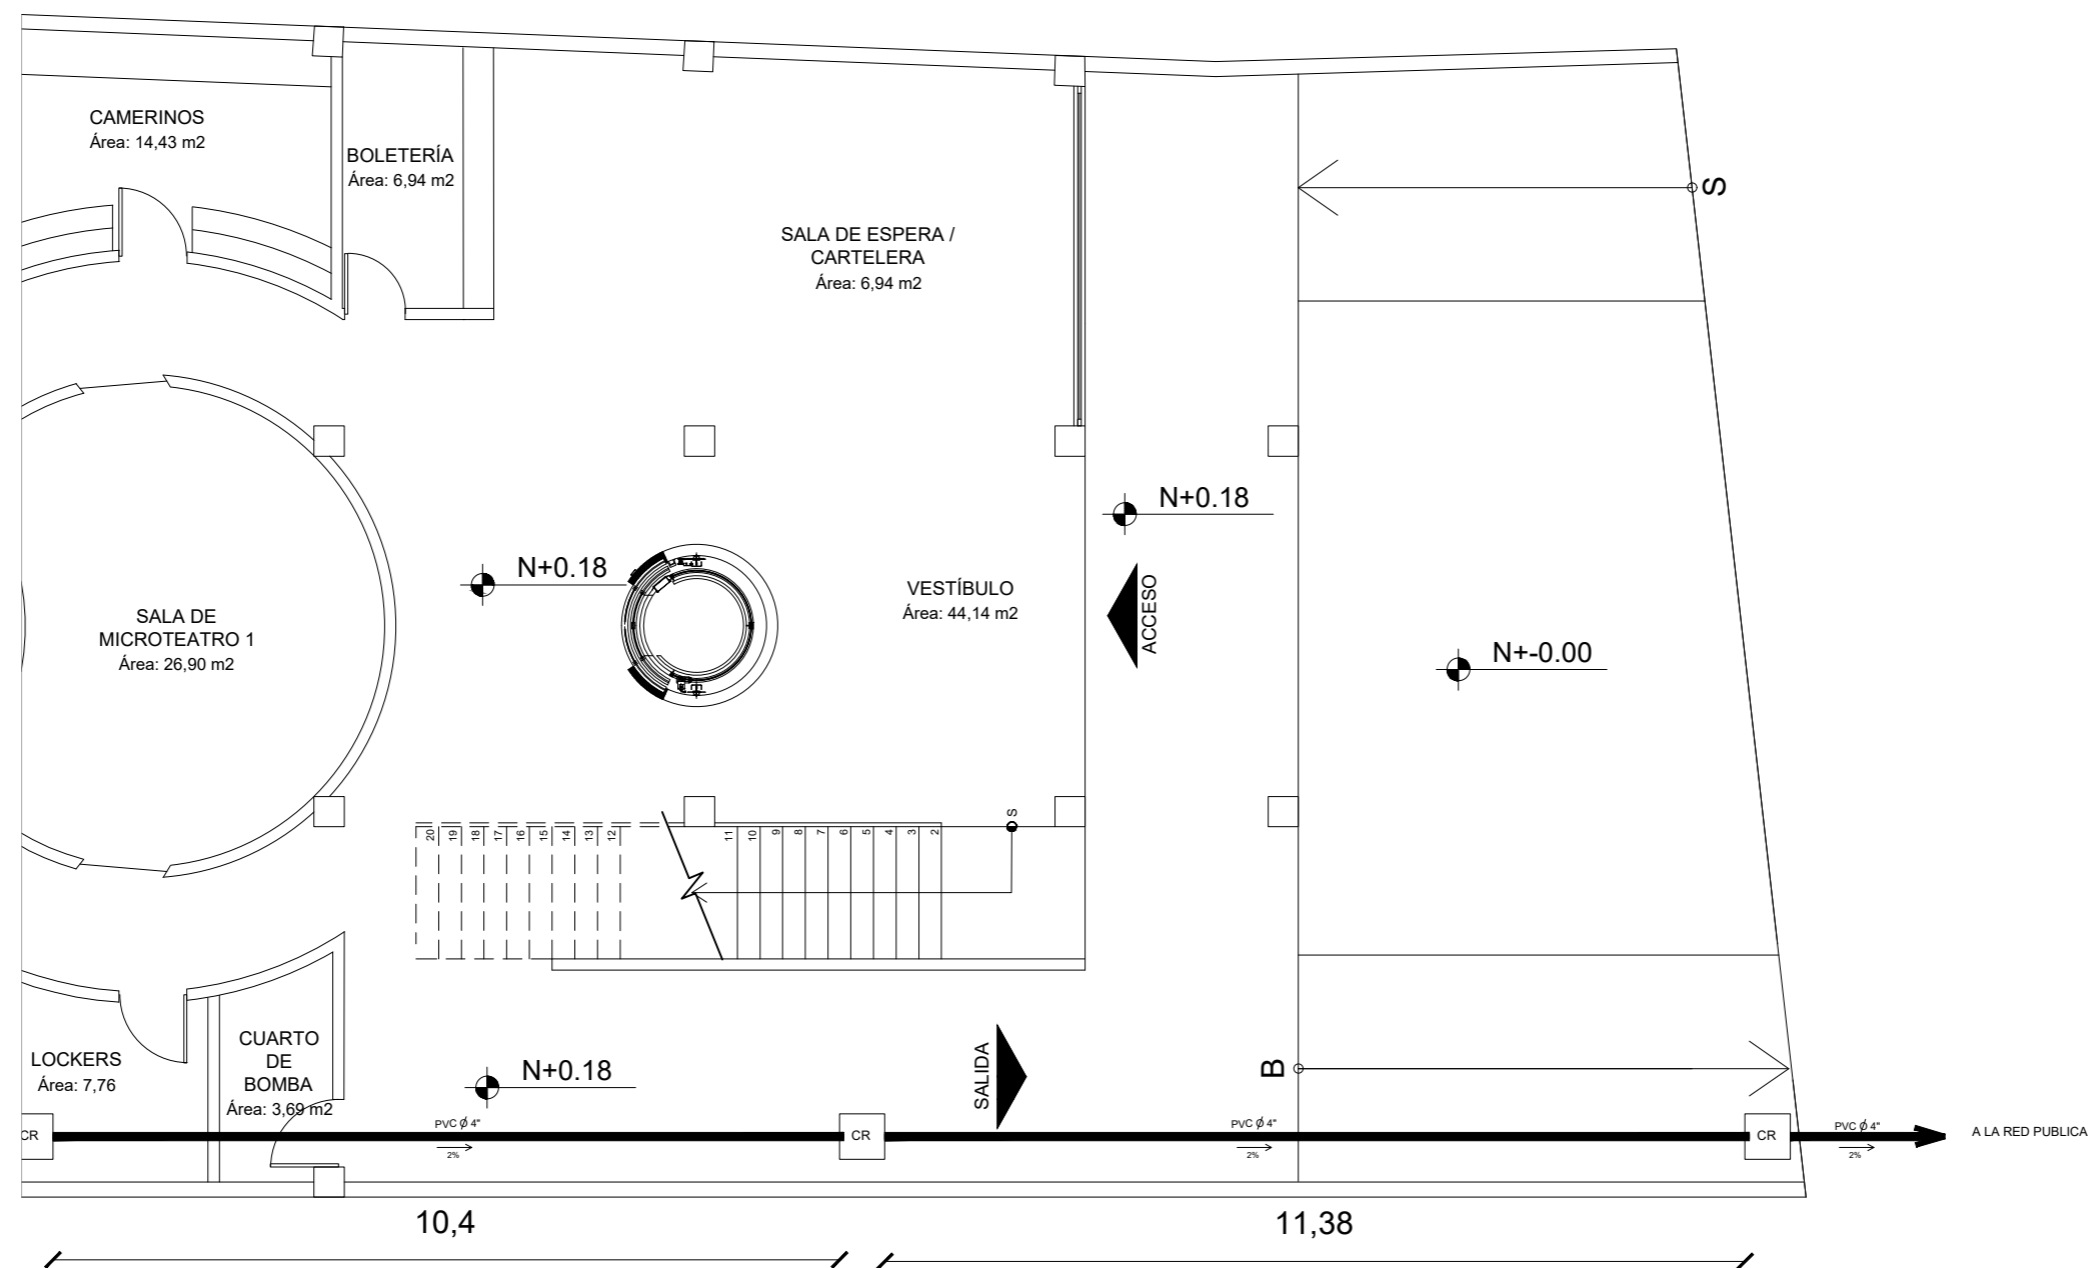 CAMERINOS
Área: 14,43 m2
BOLETERÍA
Área: 6,94 m2
S
SALA DE ESPERA /
CARTELERA
Área: 6,94 m2
N+0.18
N+0.18
VESTÍBULO
Área: 44,14 m2
ACCESO
SALA DE
MICROTEATRO 1
Área: 26,90 m2
N+-0.00
20
19
18
17
16
15
14
13
12
11
10
9
8
7
6
5
4
3
2
S
LOCKERS
Área: 7,76
CUARTO
DE
BOMBA
Área: 3,69 m2
N+0.18
SALIDA
B
CR
PVC Ø 4"
2%
CR
PVC Ø 4"
2%
CR
PVC Ø 4"
2%
A LA RED PUBLICA
10,4
11,38